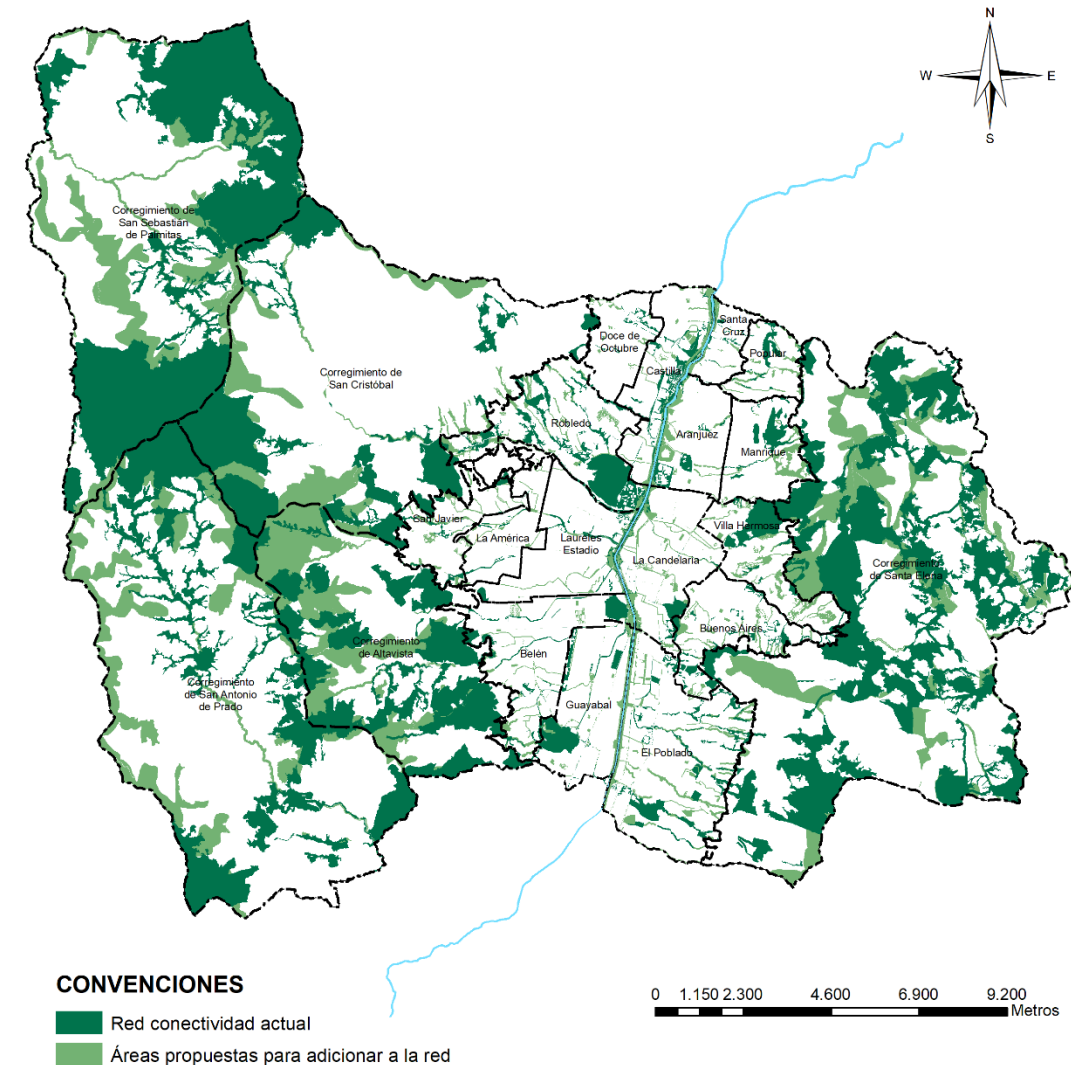 N
W
E
S
Corregimiento de
San Sebastián
de Palmitas
Corregimiento de
San Cristóbal
Doce de
Octubre
Santa
Cruz
Popular
Castilla
Robledo
Aranjuez
Manrique
San Javier
La América
Laureles
Estadio
Villa Hermosa
La Candelaria
Corregimiento
de Santa Elena
Buenos Aires
Corregimiento
de Altavista
Belén
Corregimiento
de San Antonio
de Prado
Guayabal
El Poblado
CONVENCIONES
Red conectividad actual
Áreas propuestas para adicionar a la red
0 1.150 2.300 4.600 6.900 9.200
Metros